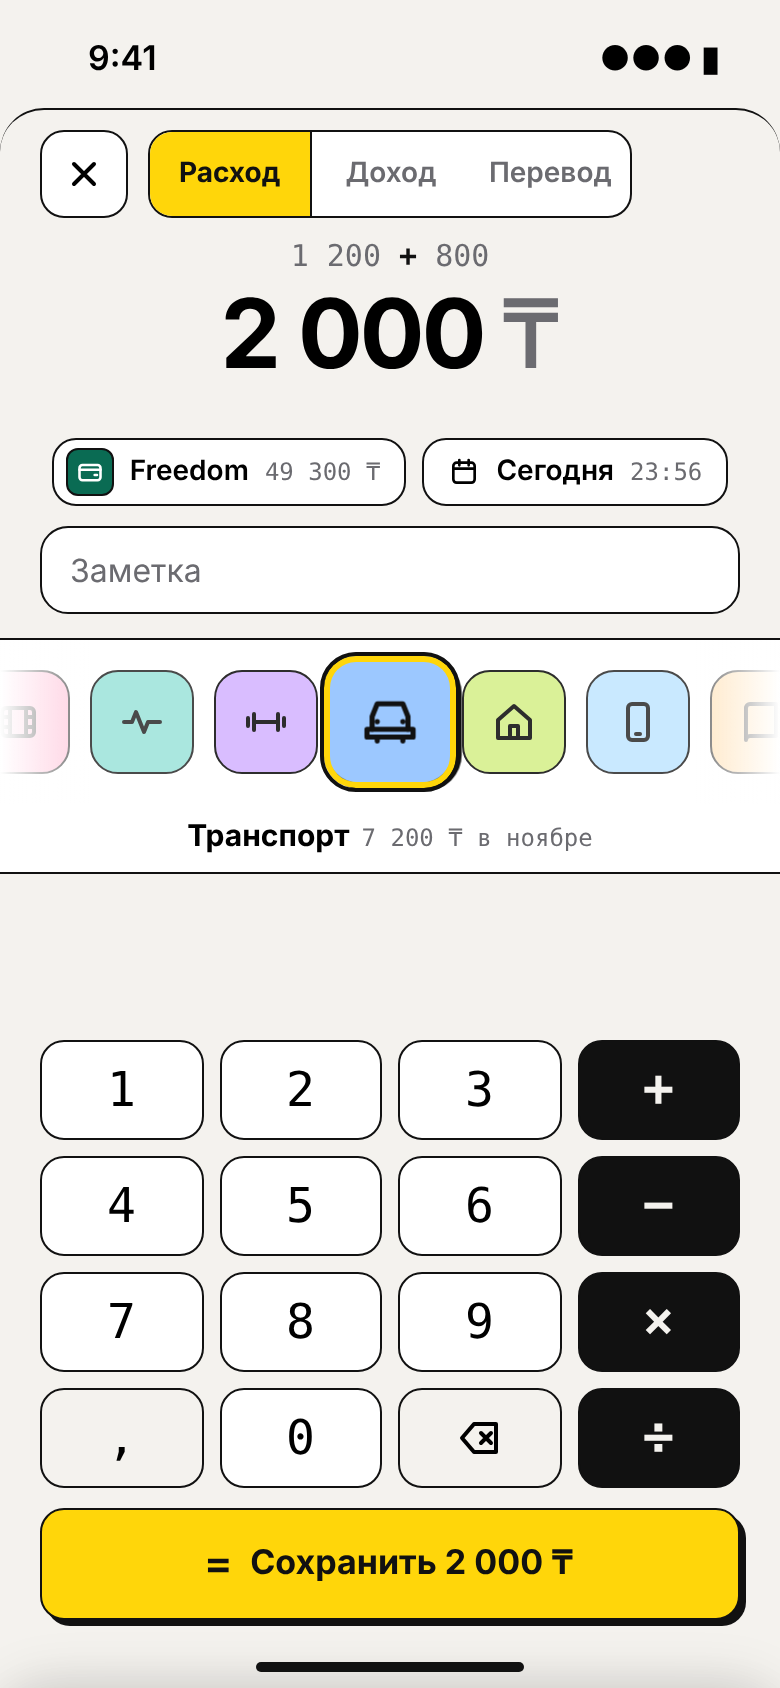 9:41
Расход Доход Перевод
1 200 + 800
2 000 ₸
Freedom 49 300 ₸ Сегодня 23:56
Заметка
Транспорт 7 200 ₸ в ноябре
1 2 3 +
4 5 6 −
7 8 9 ×
, 0 ÷
= Сохранить 2 000 ₸